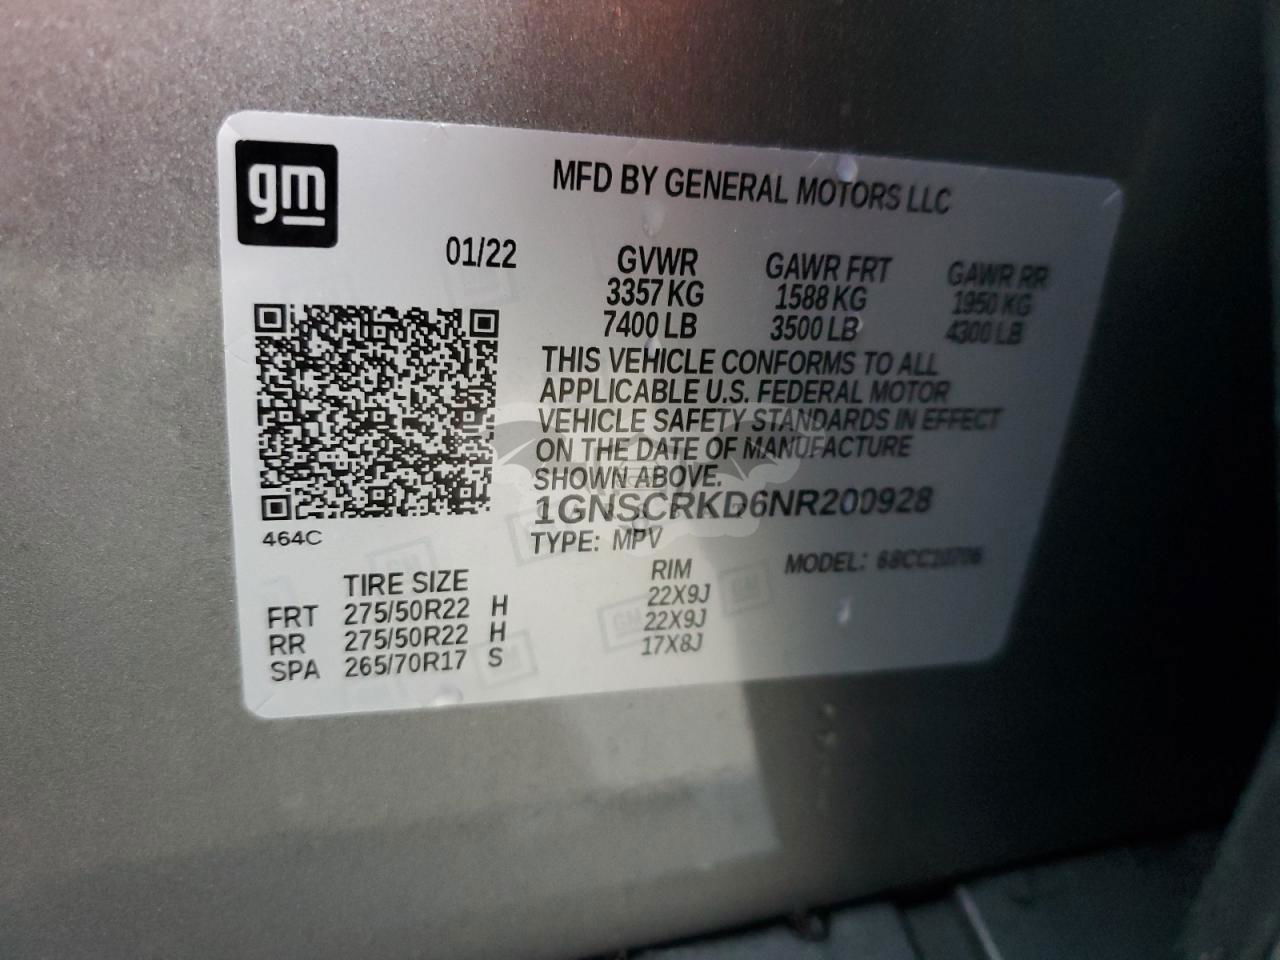 gm
MFD BY GENERAL MOTORS LLC
01/22
GVWR GAWR FRT GAWR RR
3357 KG 1588 KG 1950 KG
7400 LB 3500 LB 4300 LB
THIS VEHICLE CONFORMS TO ALL
APPLICABLE U.S. FEDERAL MOTOR
VEHICLE SAFETY STANDARDS IN EFFECT
ON THE DATE OF MANUFACTURE
SHOWN ABOVE.
1GNSCRKD6NR200928
464C
TYPE: MPV MODEL:
TIRE SIZE RIM
FRT 275/50R22 H 22X9J
RR 275/50R22 H 22X9J
SPA 265/70R17 S 17X8J